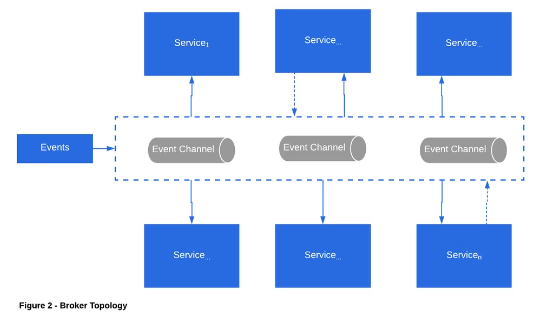 Service1
Service...
Service...
Events
Event Channel
Event Channel
Event Channel
Service...
Service...
Servicen
Figure 2 - Broker Topology